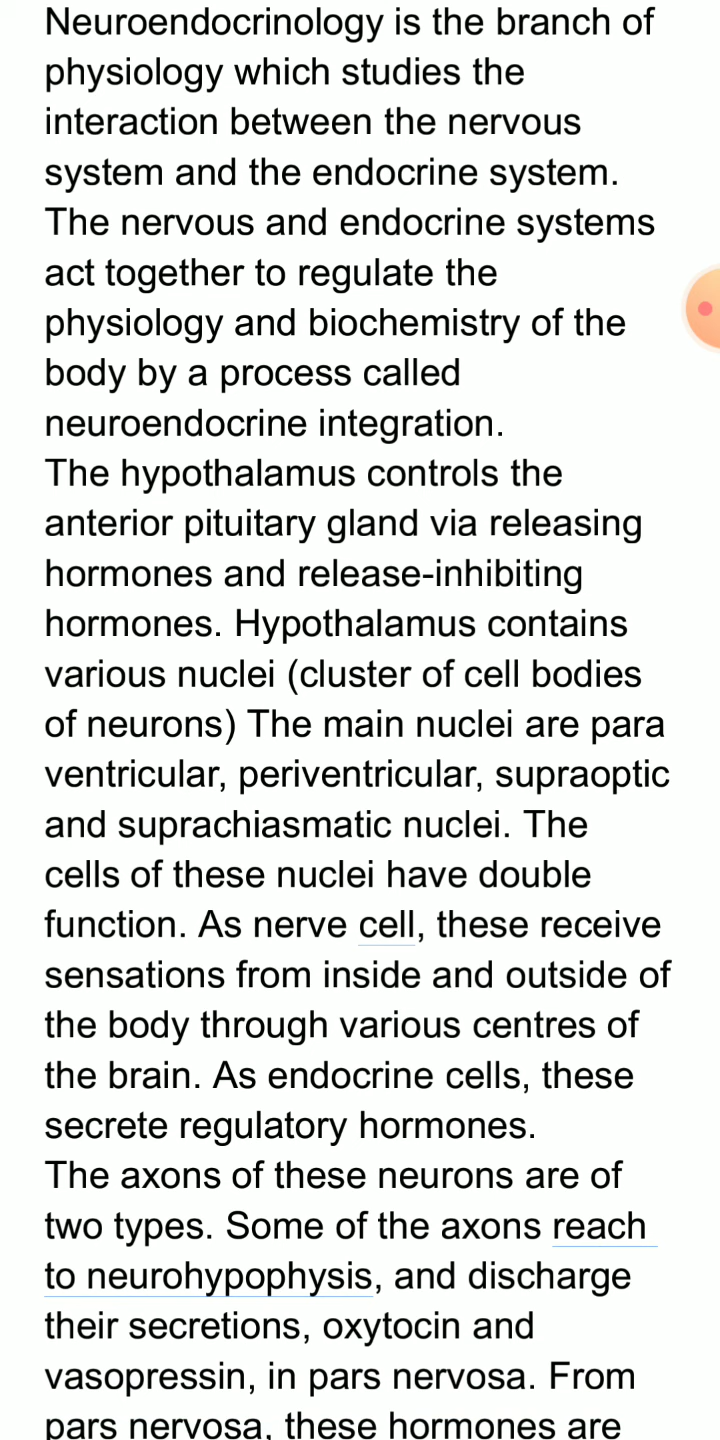 Neuroendocrinology is the branch of
physiology which studies the
interaction between the nervous
system and the endocrine system.
The nervous and endocrine systems
act together to regulate the
physiology and biochemistry of the
body by a process called
neuroendocrine integration.
The hypothalamus controls the
anterior pituitary gland via releasing
hormones and release-inhibiting
hormones. Hypothalamus contains
various nuclei (cluster of cell bodies
of neurons) The main nuclei are para
ventricular, periventricular, supraoptic
and suprachiasmatic nuclei. The
cells of these nuclei have double
function. As nerve cell, these receive
sensations from inside and outside of
the body through various centres of
the brain. As endocrine cells, these
secrete regulatory hormones.
The axons of these neurons are of
two types. Some of the axons reach
to neurohypophysis, and discharge
their secretions, oxytocin and
vasopressin, in pars nervosa. From
pars nervosa, these hormones are